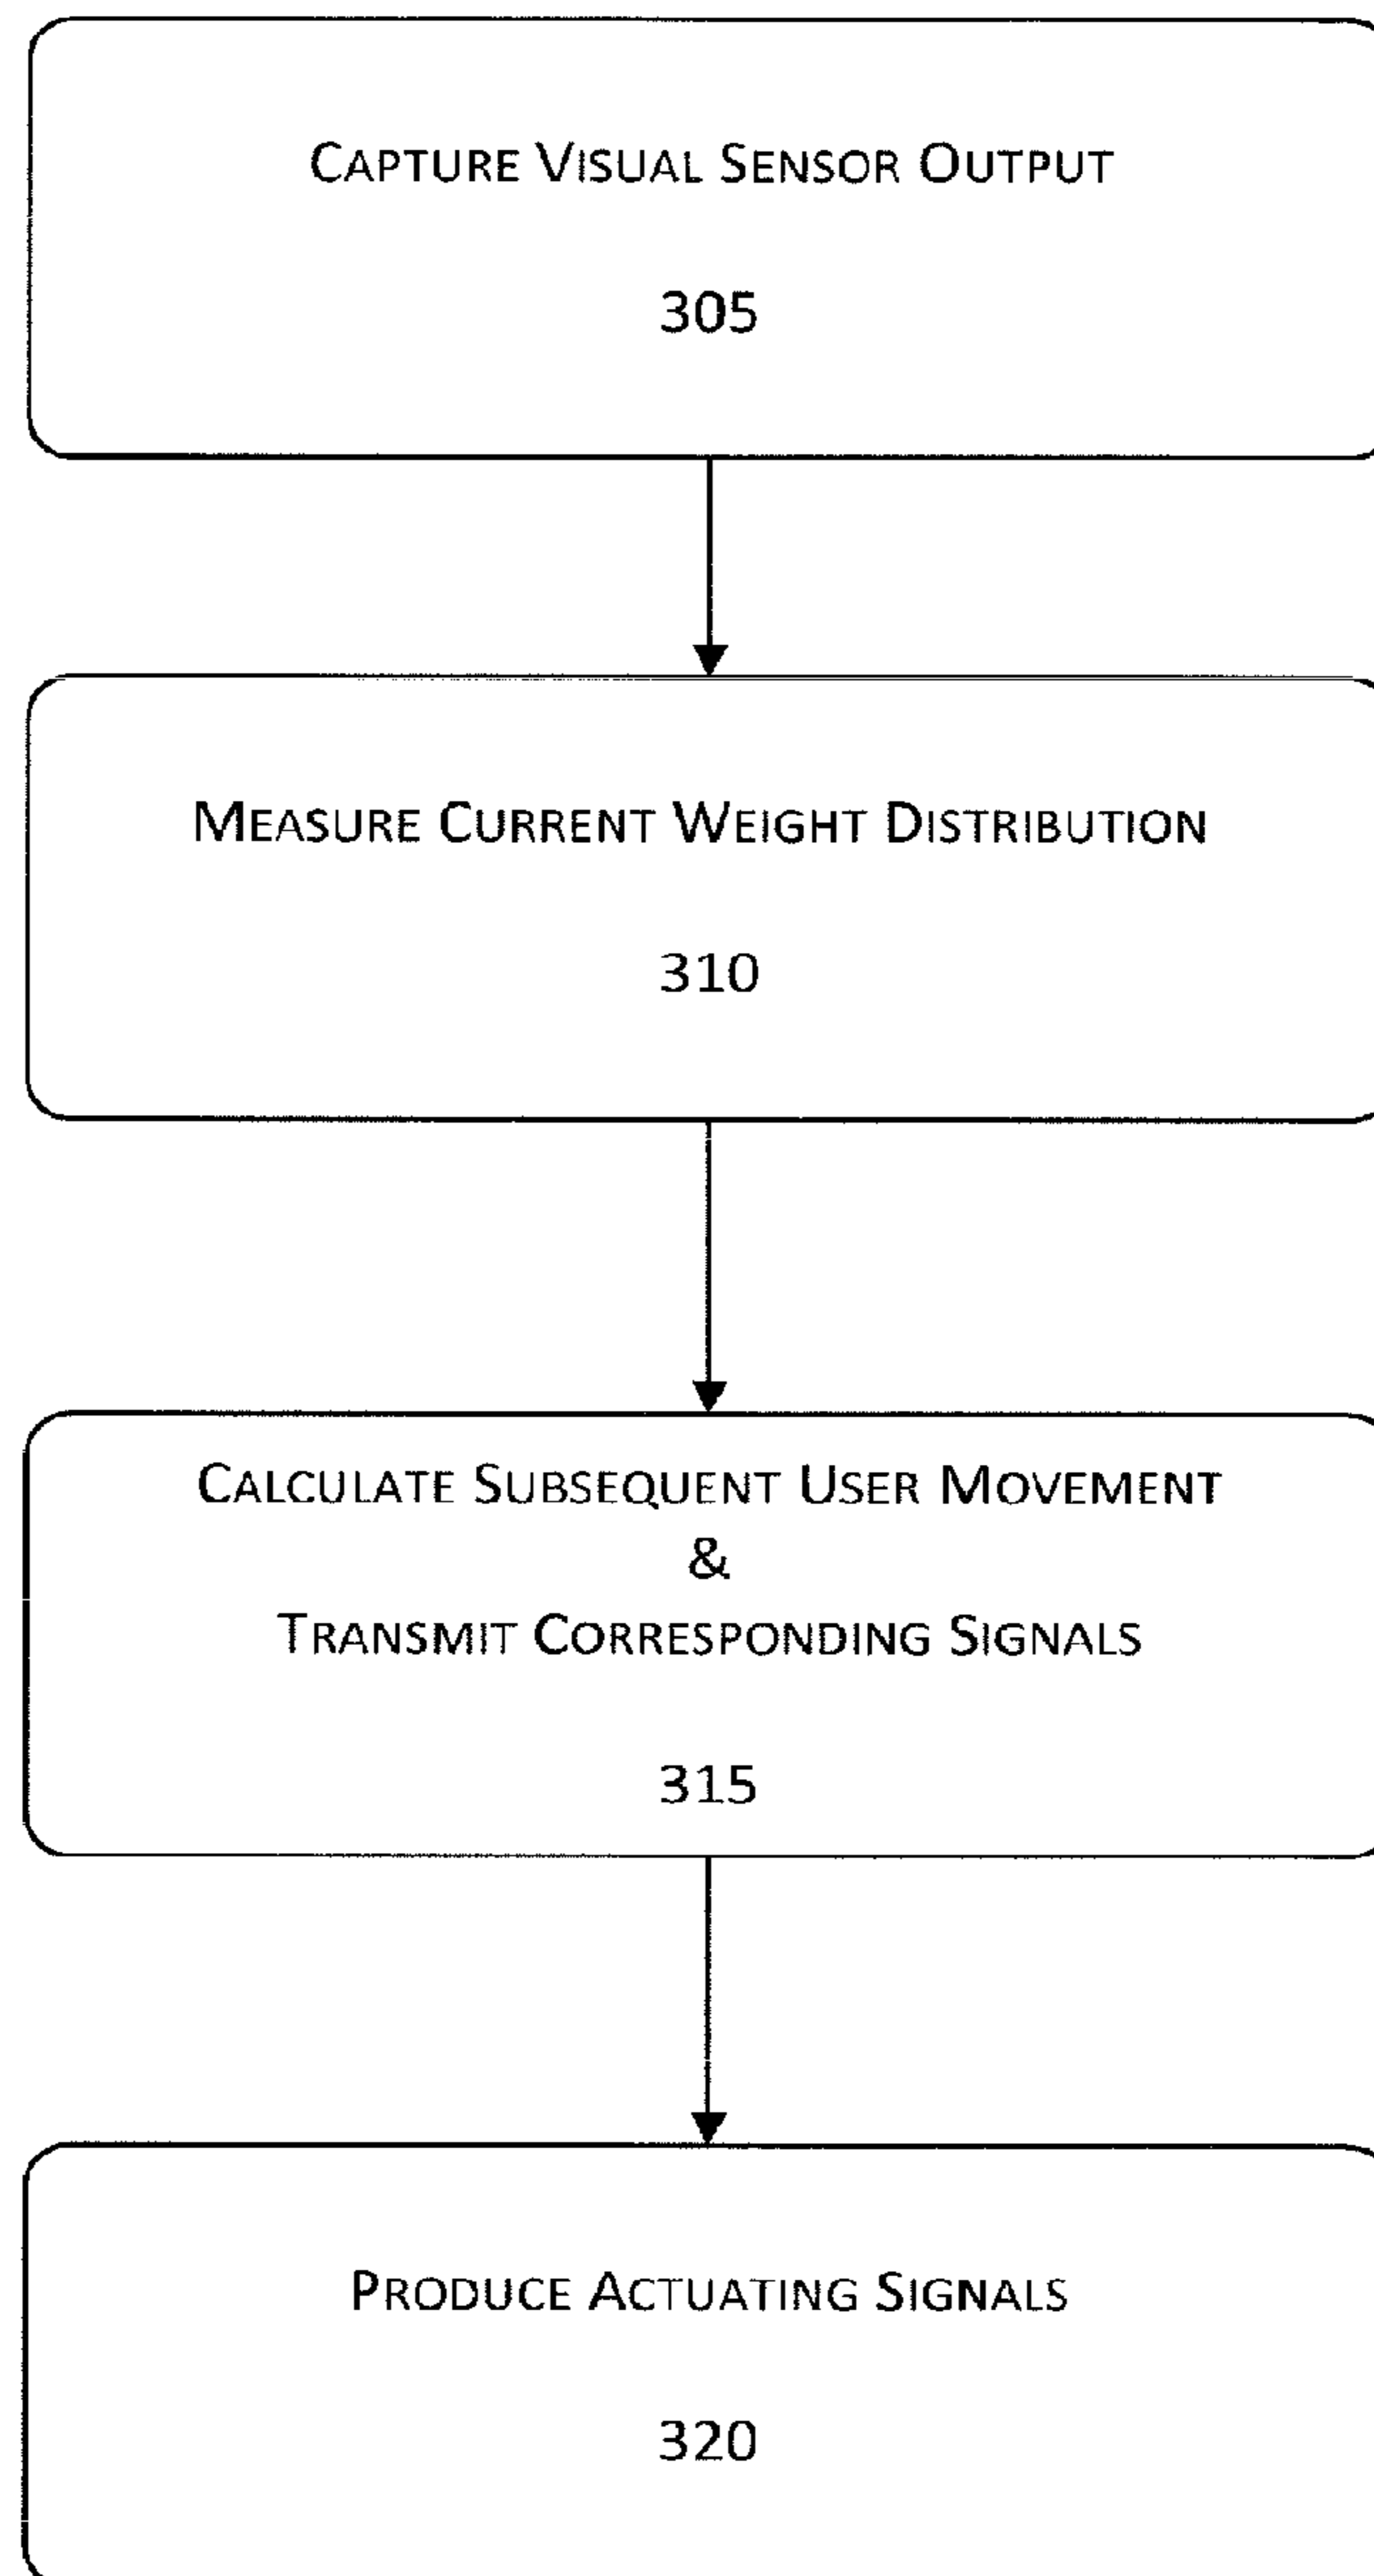 CAPTURE VISUAL SENSOR OUTPUT
305
MEASURE CURRENT WEIGHT DISTRIBUTION
310
CALCULATE SUBSEQUENT USER MOVEMENT
&
TRANSMIT CORRESPONDING SIGNALS
315
PRODUCE ACTUATING SIGNALS
320